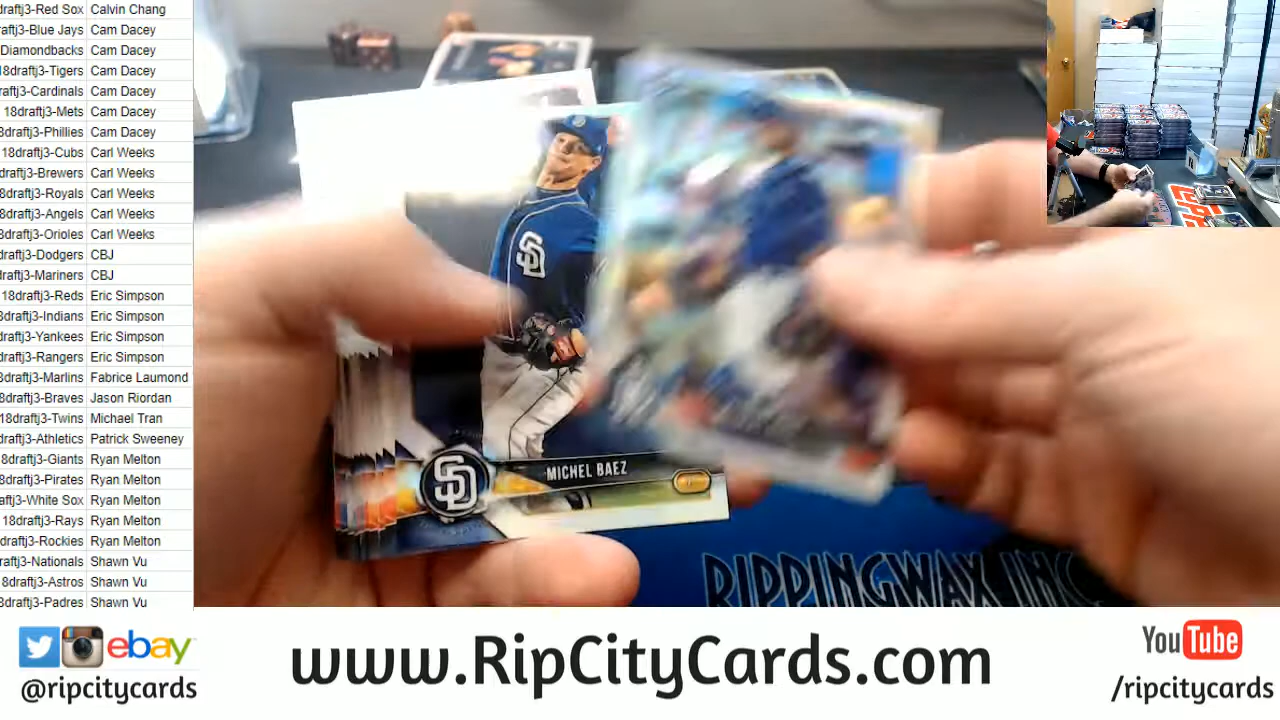 draftj3-Red Sox Calvin Chang
raftj3-Blue Jays Cam Dacey
Diamondbacks Cam Dacey
18draftj3-Tigers Cam Dacey
raftj3-Cardinals Cam Dacey
18draftj3-Mets Cam Dacey
8draftj3-Phillies Cam Dacey
18draftj3-Cubs Carl Weeks
draftj3-Brewers Carl Weeks
8draftj3-Royals Carl Weeks
8draftj3-Angels Carl Weeks
8draftj3-Orioles Carl Weeks
draftj3-Dodgers CBJ
draftj3-Mariners CBJ
18draftj3-Reds Eric Simpson
8draftj3-Indians Eric Simpson
draftj3-Yankees Eric Simpson
draftj3-Rangers Eric Simpson
8draftj3-Marlins Fabrice Laumond
8draftj3-Braves Jason Riordan
18draftj3-Twins Michael Tran
draftj3-Athletics Patrick Sweeney
8draftj3-Giants Ryan Melton
8draftj3-Pirates Ryan Melton
aftj3-White Sox Ryan Melton
18draftj3-Rays Ryan Melton
draftj3-Rockies Ryan Melton
raftj3-Nationals Shawn Vu
8draftj3-Astros Shawn Vu
8draftj3-Padres Shawn Vu
SD
SD
MICHEL BAEZ
RIPPINGWAX INC
ebay
@ripcitycards
www.RipCityCards.com
YouTube
/ripcitycards